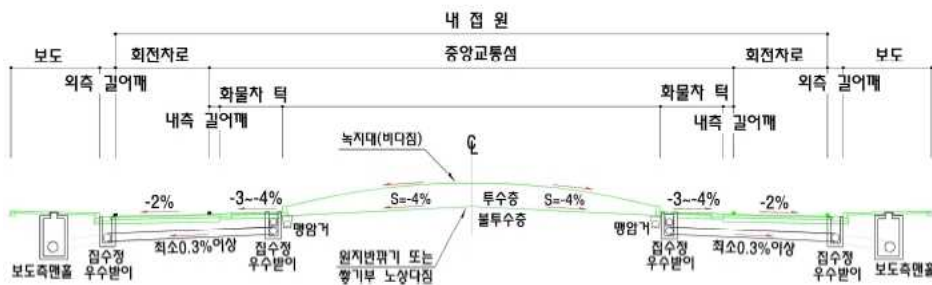 내 접 원
보도
회전차로
중앙교통섬
회전차로
보도
외측 길어깨
화물차 턱
화물차 턱
외측 길어깨
내측 길어깨
내측 길어깨
녹지대(비다짐)
℄
-2%
-3~-4%
S=-4%
투수층
S=-4%
-3~-4%
-2%
불투수층
맹암거
맹암거
최소0.3%이상
최소0.3%이상
원지반깎기 또는
쌓기부 노상다짐
보도측맨홀
집수정
우수받이
집수정
우수받이
집수정
우수받이
집수정
우수받이
보도측맨홀